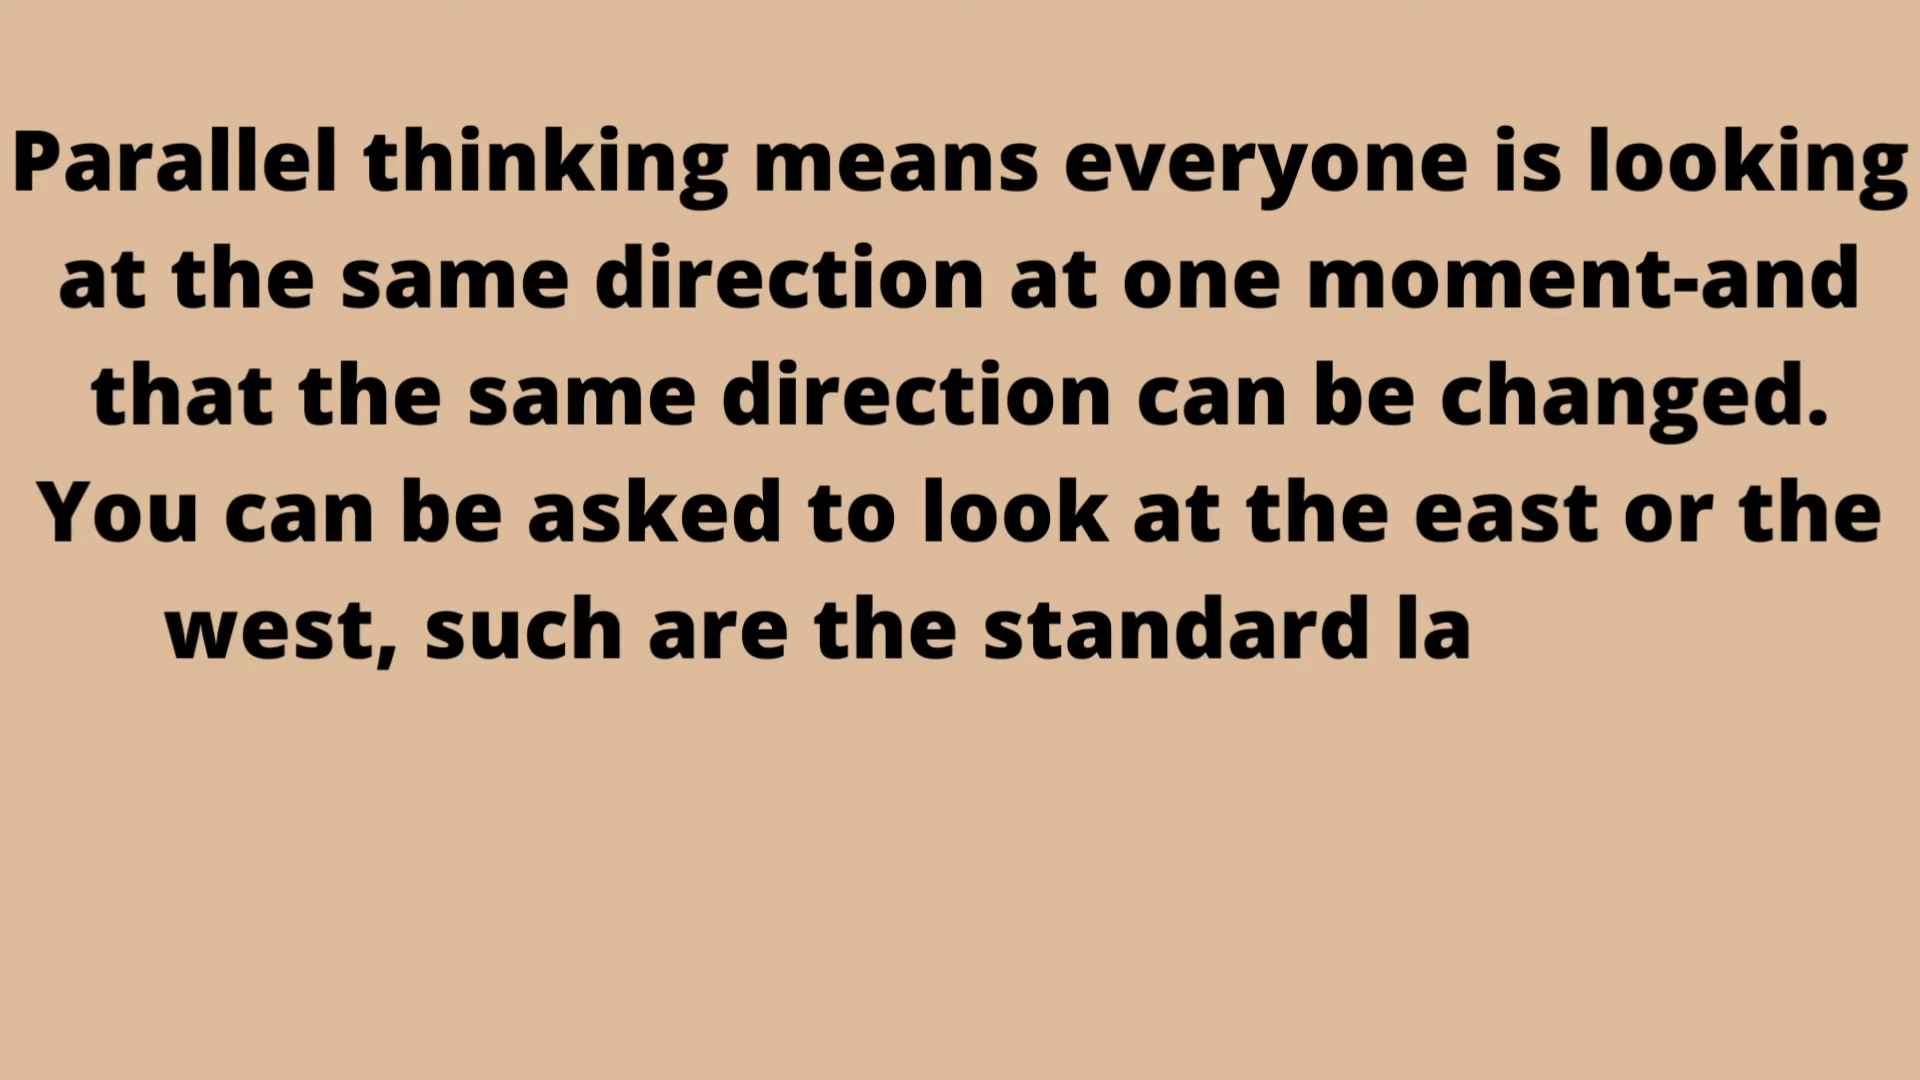 Parallel thinking means everyone is looking
at the same direction at one moment-and
that the same direction can be changed.
You can be asked to look at the east or the
west, such are the standard la